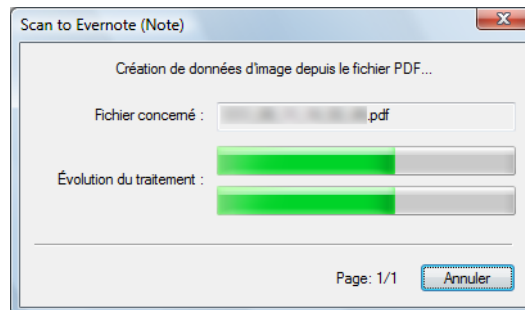 Scan to Evernote (Note)
Création de données d'image depuis le fichier PDF...
Fichier concerné :
.pdf
Évolution du traitement :
Page: 1/1
Annuler